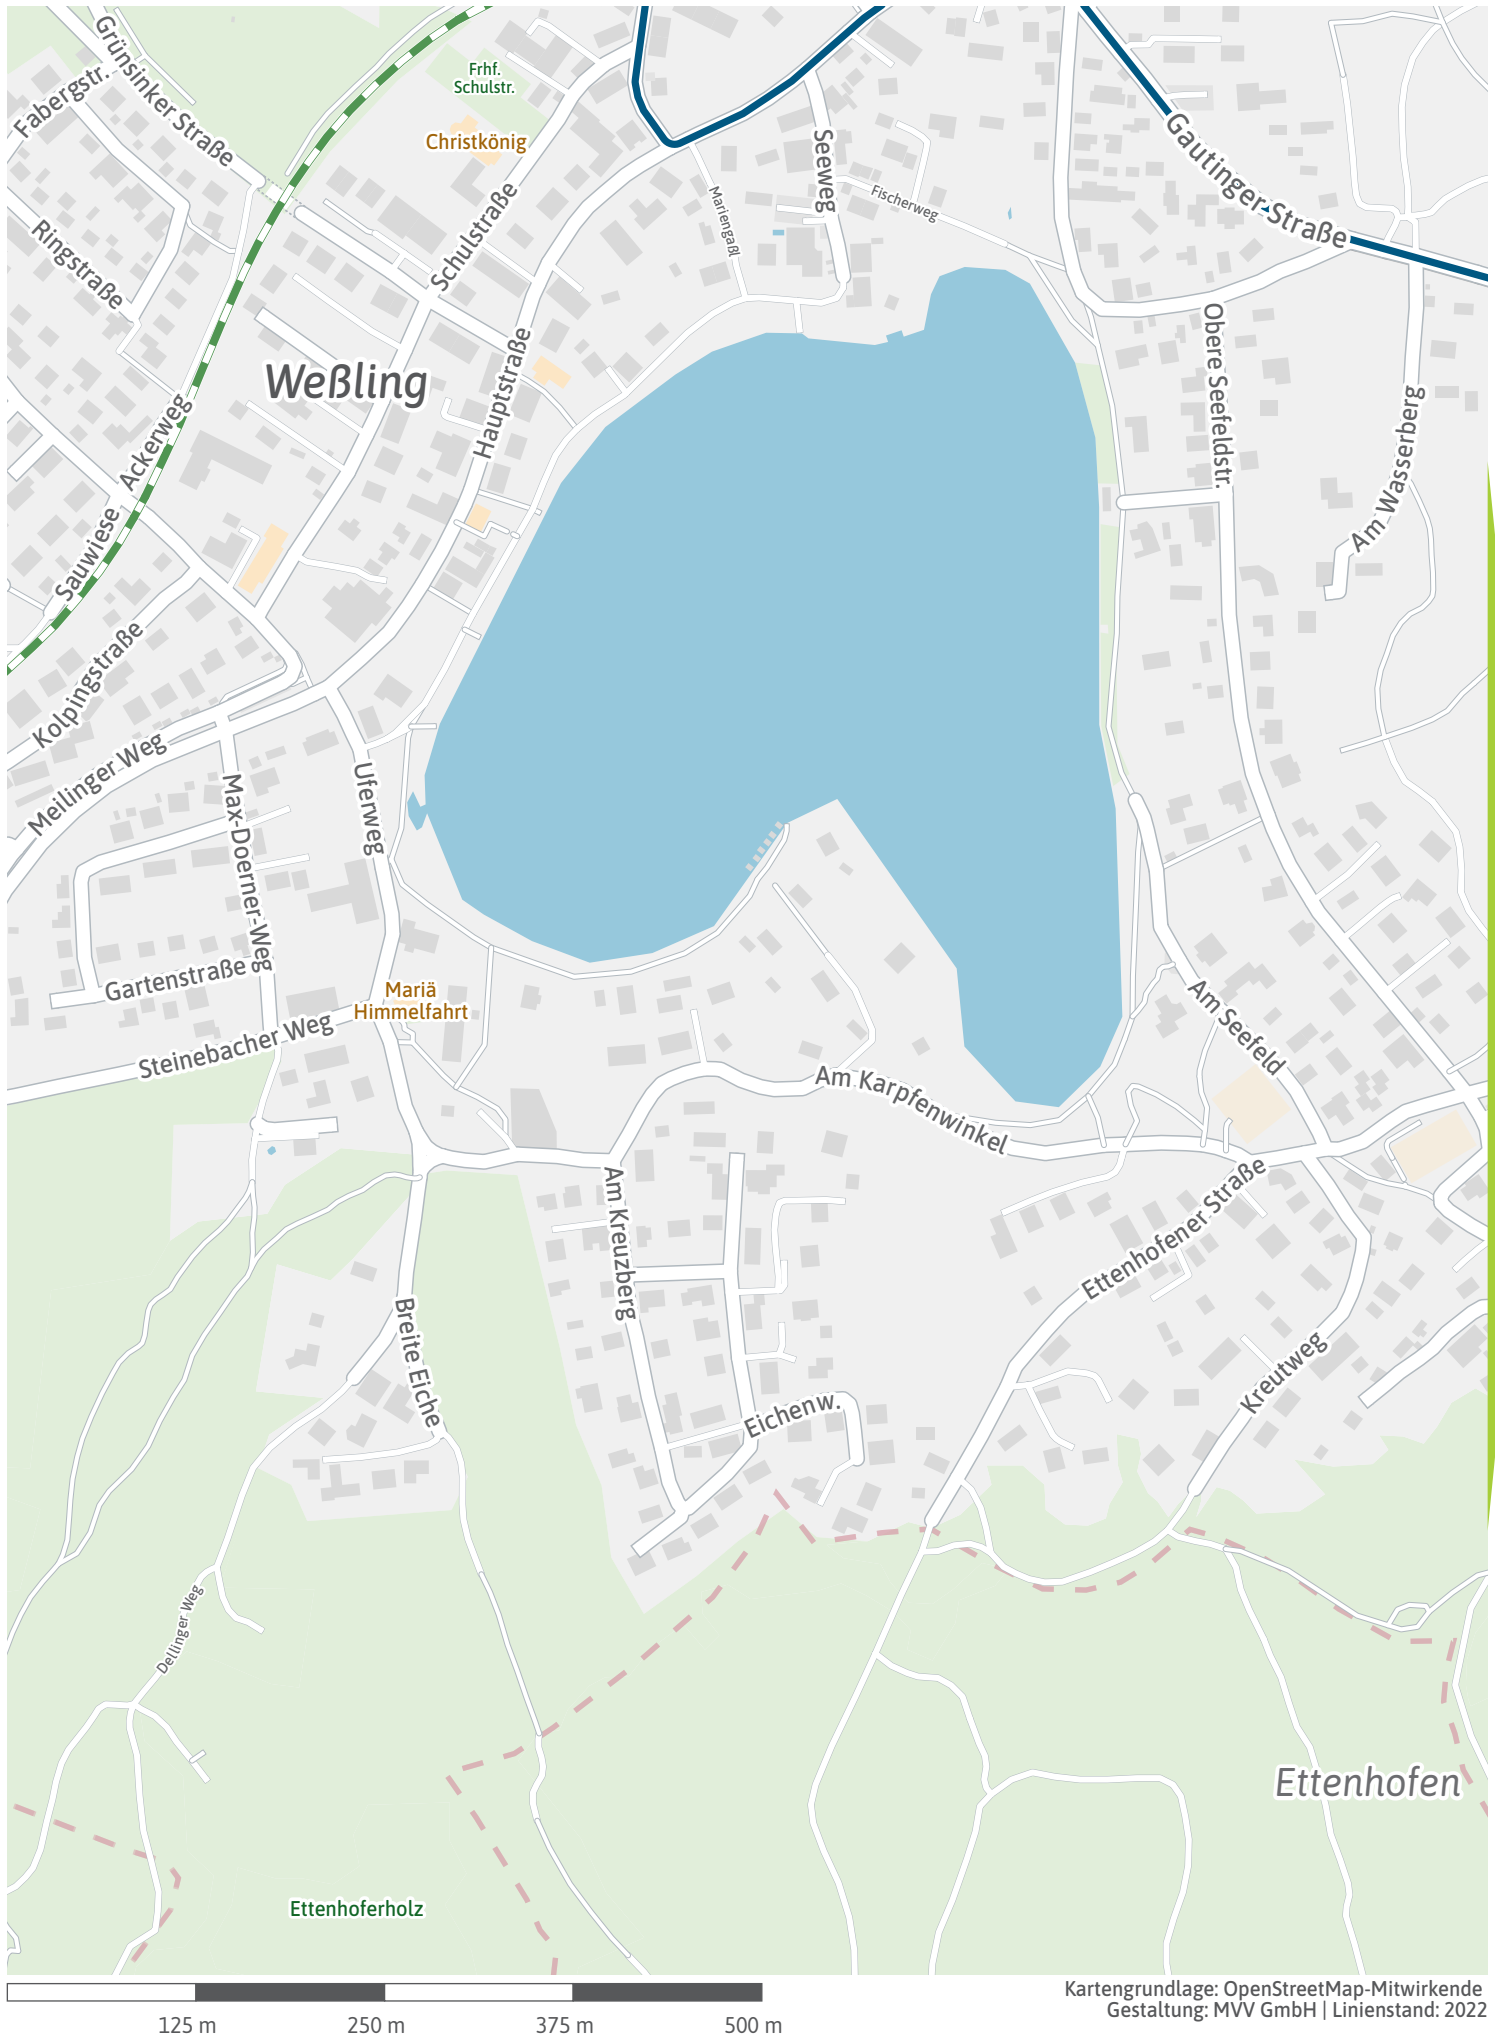 Grünsinker Straße
Fabergstr.
Frhf.
Schulstr.
Christkönig
Seeweg
Gautinger Straße
Fischerweg
Mariengaßl
Schulstraße
Ringstraße
Weßling
Hauptstraße
Obere Seefeldstr.
Am Wasserberg
Ackerweg
Sauwiese
Kolpingstraße
Meilinger Weg
Max-Doerner-Weg
Uferweg
Gartenstraße
Mariä
Himmelfahrt
Steinebacher Weg
Am Seefeld
Am Karpfenwinkel
Am Kreuzberg
Ettenhofener Straße
Breite Eiche
Eichenw.
Kreutweg
Dellinger Weg
Ettenhofen
Ettenhoferholz
Kartengrundlage: OpenStreetMap-Mitwirkende
Gestaltung: MVV GmbH | Linienstand: 2022
125 m
250 m
375 m
500 m